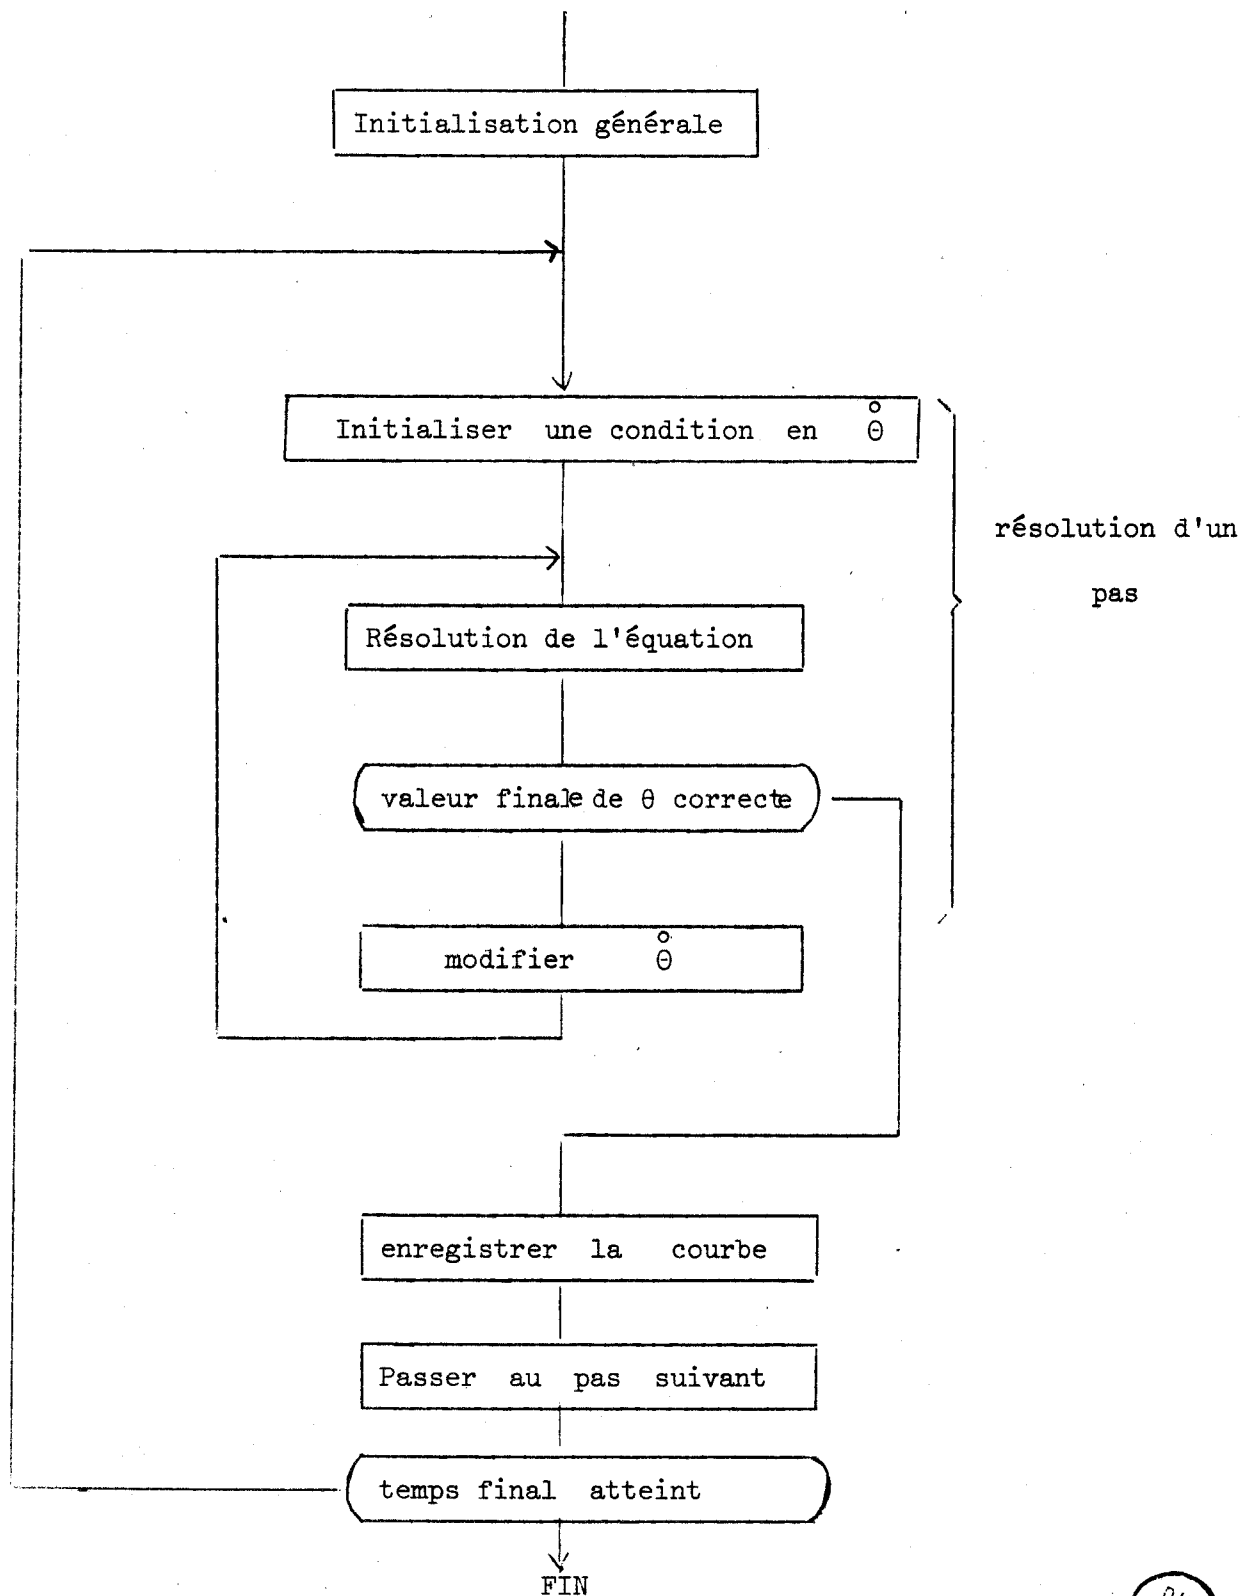 Initialisation générale
Initialiser une condition en θ̊
résolution d'un
pas
Résolution de l'équation
valeur finale de θ correcte
modifier θ̊
enregistrer la courbe
Passer au pas suivant
temps final atteint
FIN